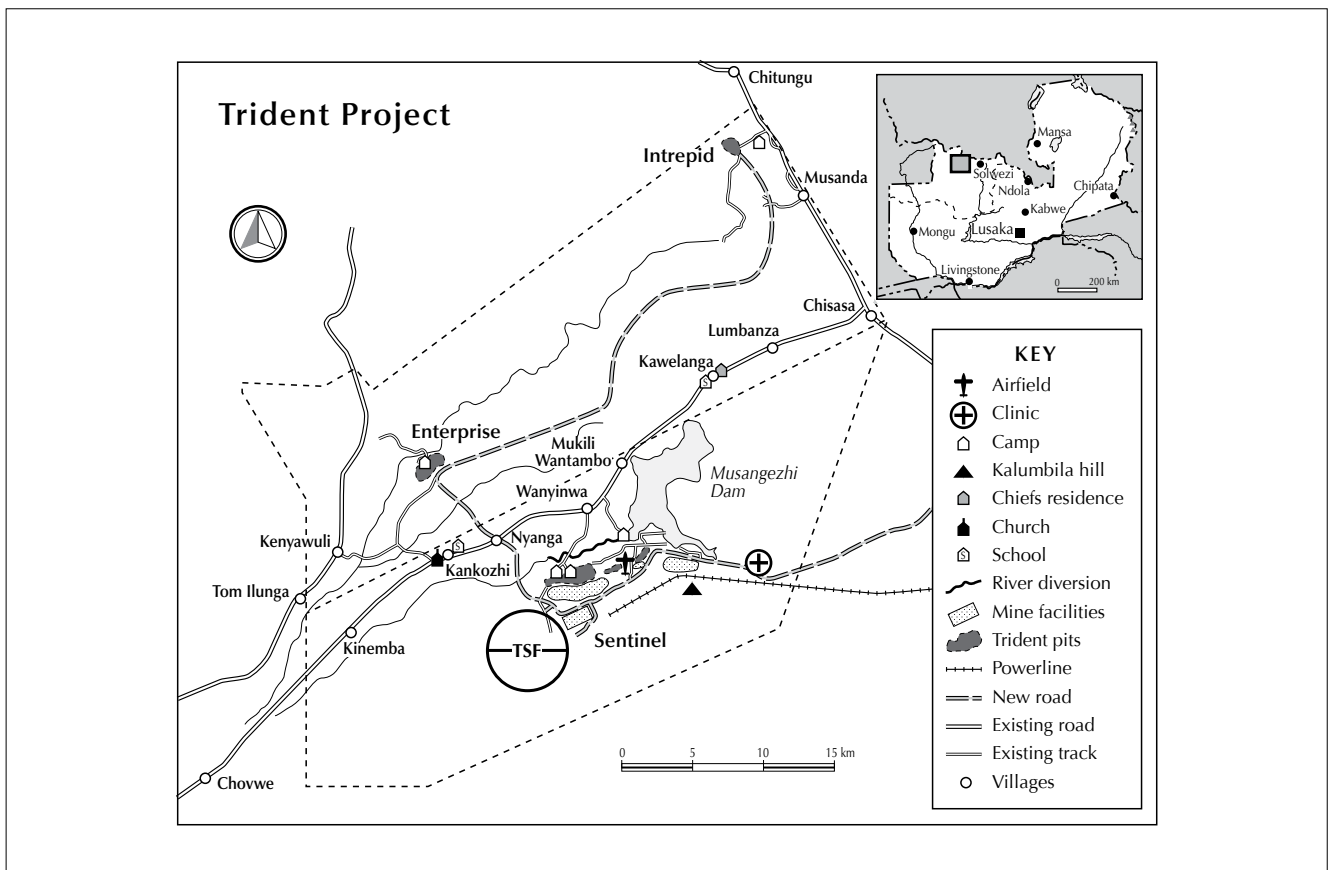 Trident Project
Chitungu
Intrepid
Musanda
Chisasa
Lumbanza
Kawelanga
S
Enterprise
Mukili
Wantambo
Musangezhi
Dam
Wanyinwa
Nyanga
Kenyawuli
S
Kankozhi
Tom Ilunga
Kinemba
Sentinel
TSF
Chovwe
0 5 10 15 km
Mansa
Solwezi
Ndola
Chipata
Kabwe
Mongu
Lusaka
Livingstone
0 200 km
KEY
Airfield
Clinic
Camp
Kalumbila hill
Chiefs residence
Church
S School
River diversion
Mine facilities
Trident pits
Powerline
New road
Existing road
Existing track
Villages